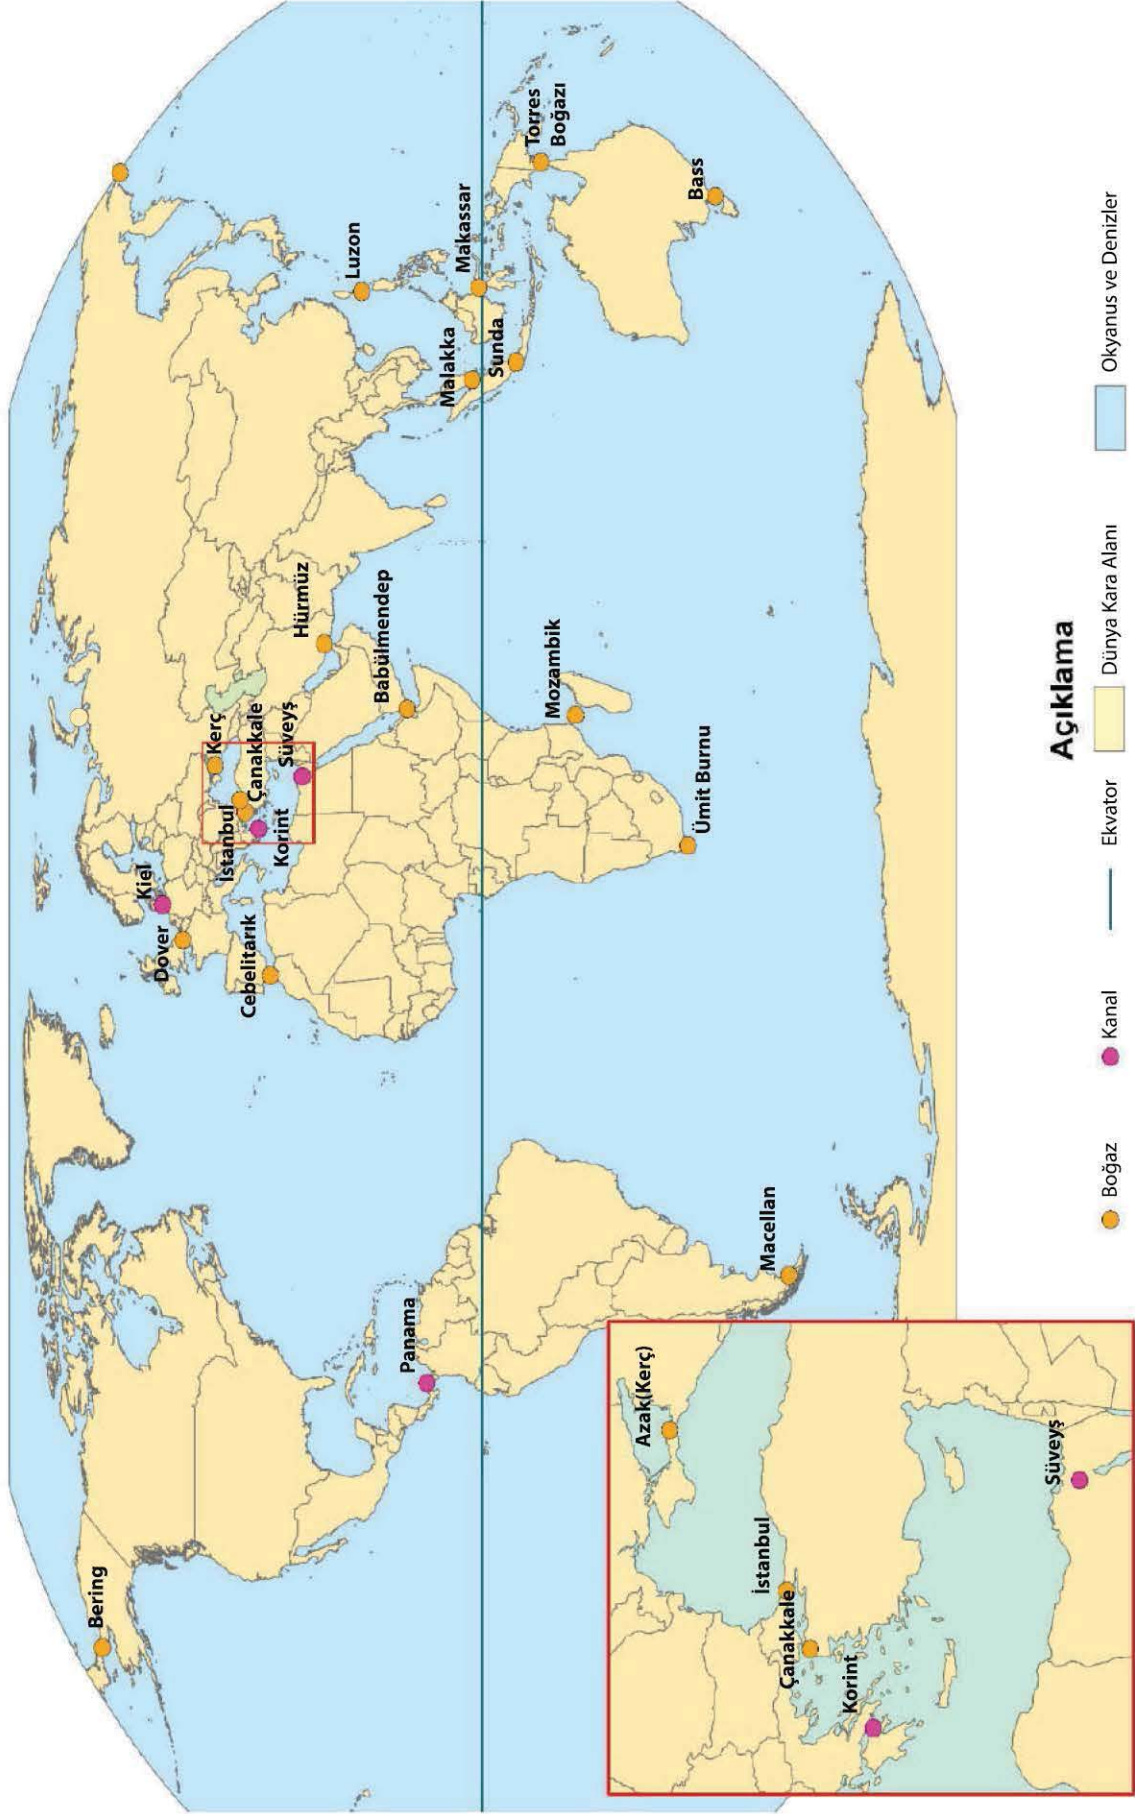 Bering
Panama
Macellan
Dover
Kiel
Cebelitarık
İstanbul
Korint
Kerç
Çanakkale
Süveyş
Hürmüz
Babülmendep
Mozambik
Ümit Burnu
Luzon
Malakka
Sunda
Makassar
Torres
Boğazı
Bass
Azak(Kerç)
İstanbul
Çanakkale
Korint
Süveyş
Açıklama
Boğaz
Kanal
Ekvator
Dünya Kara Alanı
Okyanus ve Denizler